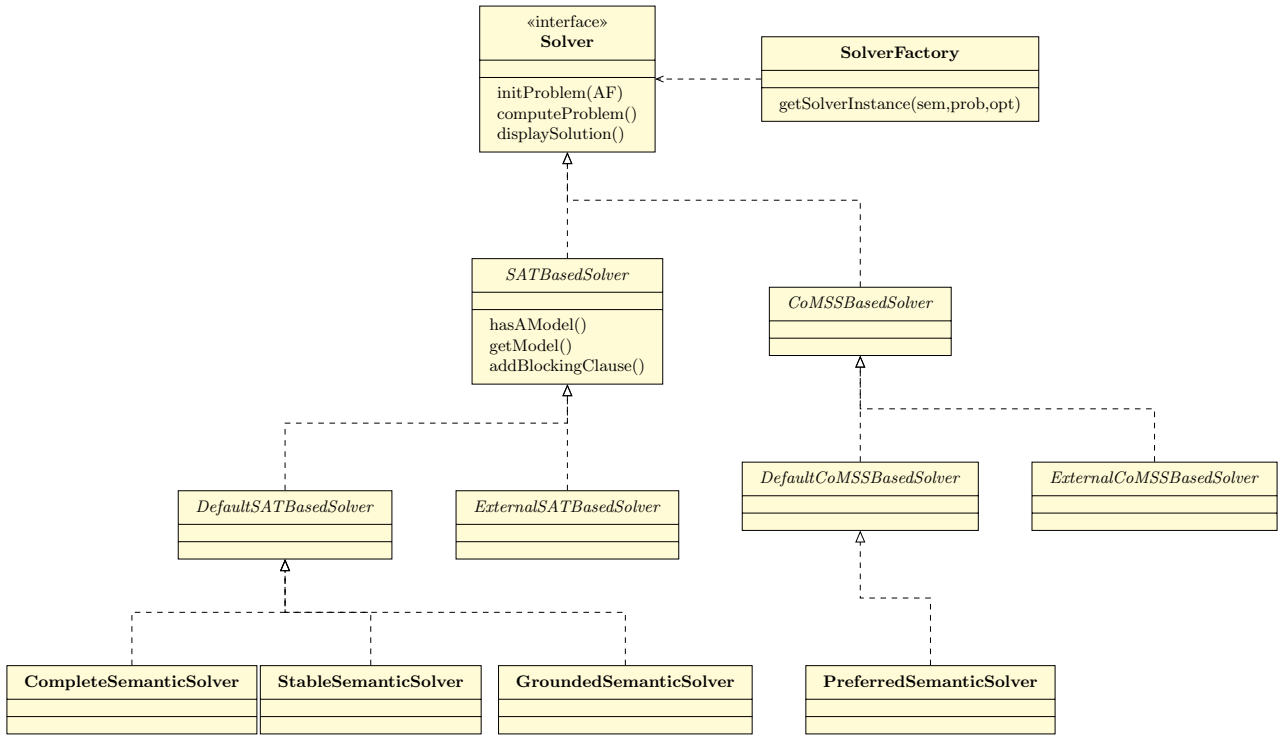 «interface»
Solver
initProblem(AF)
computeProblem()
displaySolution()
SolverFactory
getSolverInstance(sem,prob,opt)
SATBasedSolver
hasAModel()
getModel()
addBlockingClause()
CoMSSBasedSolver
DefaultSATBasedSolver
ExternalSATBasedSolver
DefaultCoMSSBasedSolver
ExternalCoMSSBasedSolver
CompleteSemanticSolver
StableSemanticSolver
GroundedSemanticSolver
PreferredSemanticSolver